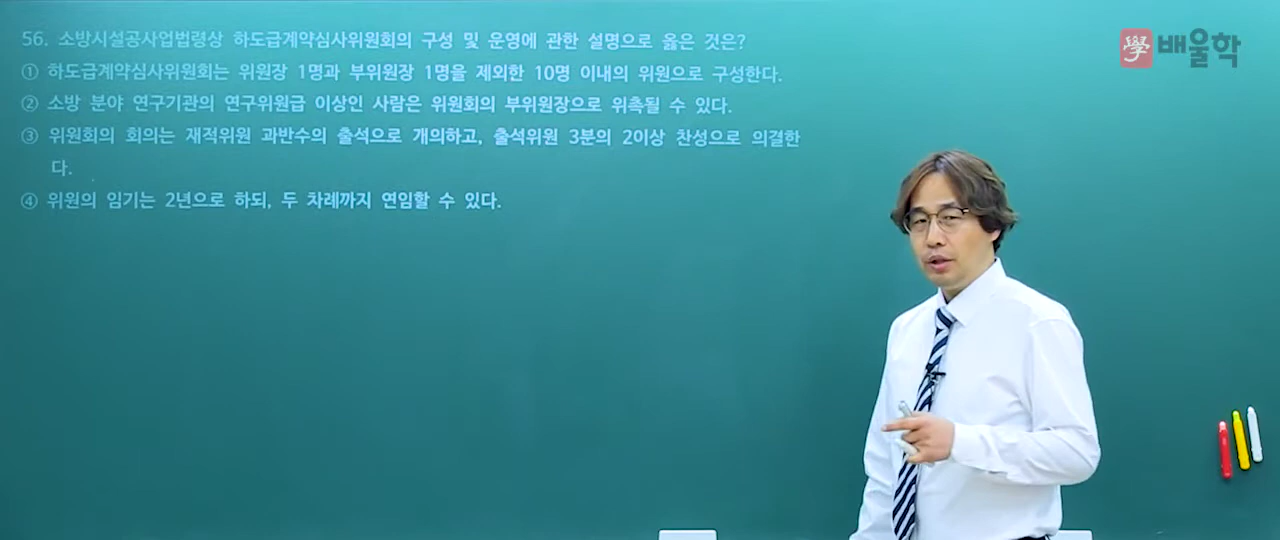 56. 소방시설공사업법령상 하도급계약심사위원회의 구성 및 운영에 관한 설명으로 옳은 것은?
① 하도급계약심사위원회는 위원장 1명과 부위원장 1명을 제외한 10명 이내의 위원으로 구성한다.
② 소방 분야 연구기관의 연구위원급 이상인 사람은 위원회의 부위원장으로 위촉될 수 있다.
③ 위원회의 회의는 재적위원 과반수의 출석으로 개의하고, 출석위원 3분의 2이상 찬성으로 의결한
다.
④ 위원의 임기는 2년으로 하되, 두 차례까지 연임할 수 있다.
學 배울학